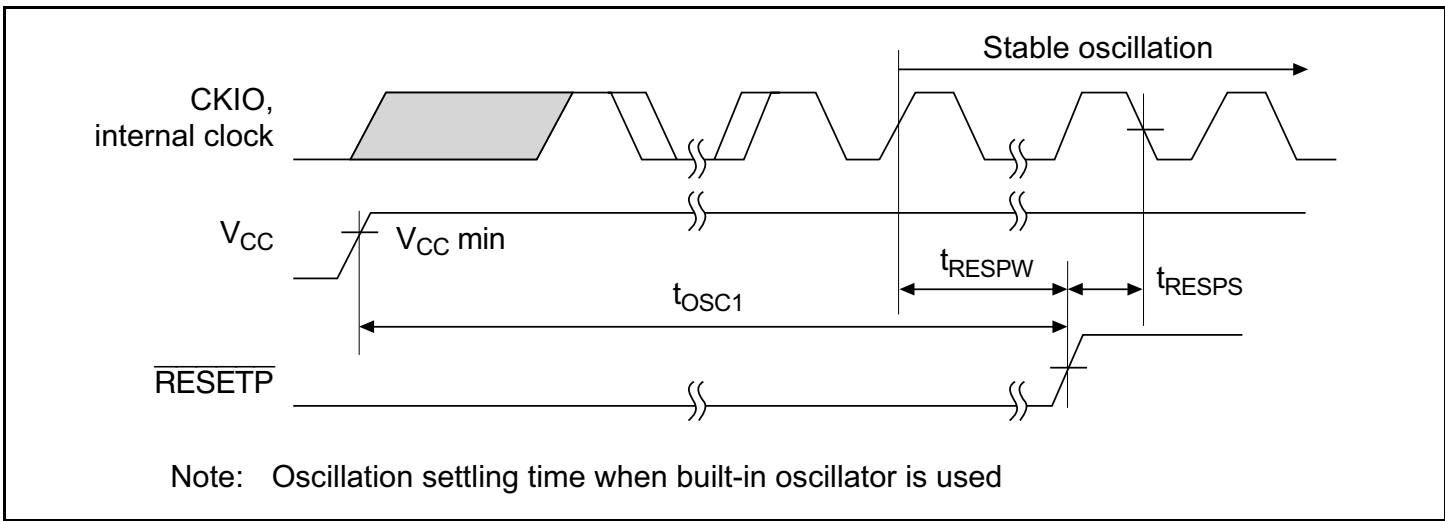 Stable oscillation
CKIO,
internal clock
VCC
VCC min
tRESPW
tRESPS
tOSC1
RESETP
Note: Oscillation settling time when built-in oscillator is used